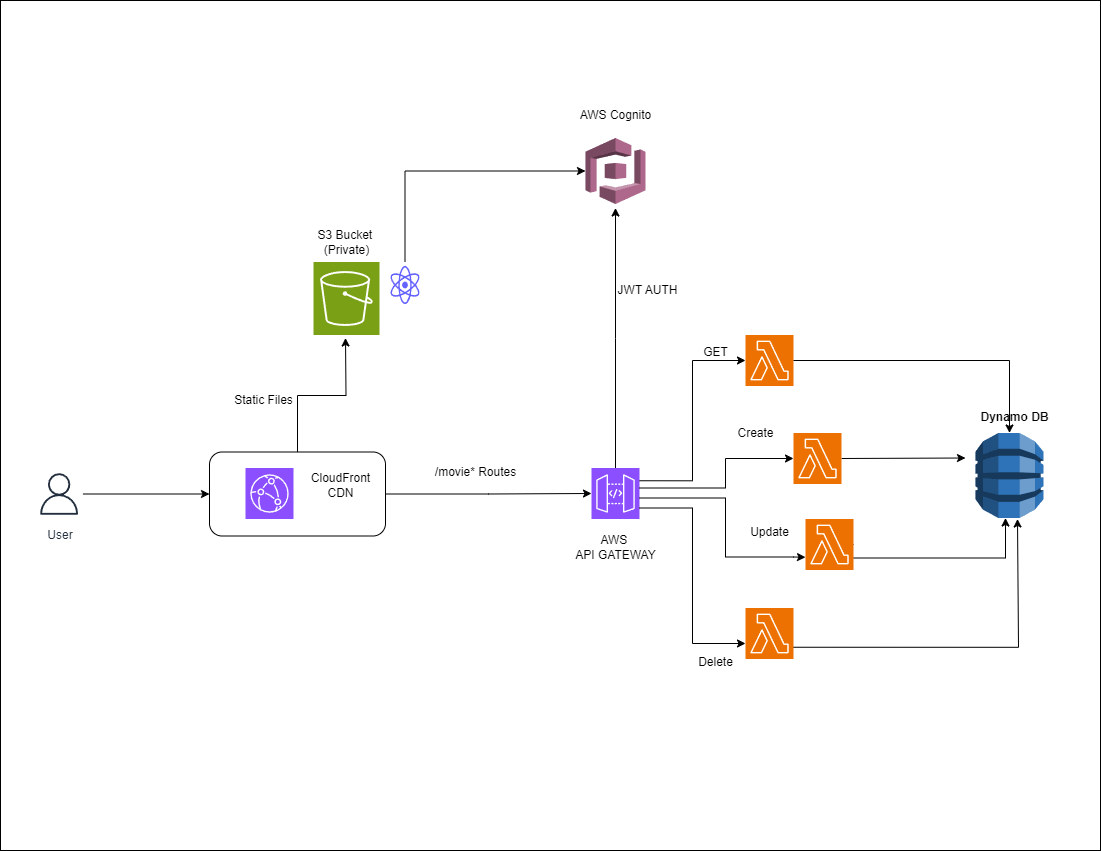 AWS Cognito
S3 Bucket
(Private)
JWT AUTH
GET
Static Files
Dynamo DB
Create
/movie* Routes
CloudFront
CDN
User
AWS
API GATEWAY
Update
Delete